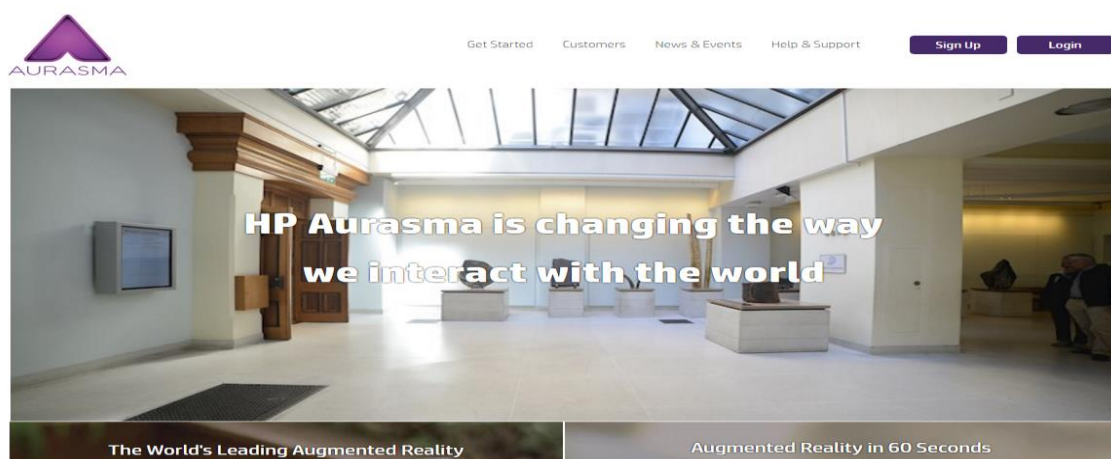 AURASMA
Get Started Customers News & Events Help & Support Sign Up Login
HP Aurasma is changing the way
we interact with the world
The World's Leading Augmented Reality
Augmented Reality in 60 Seconds